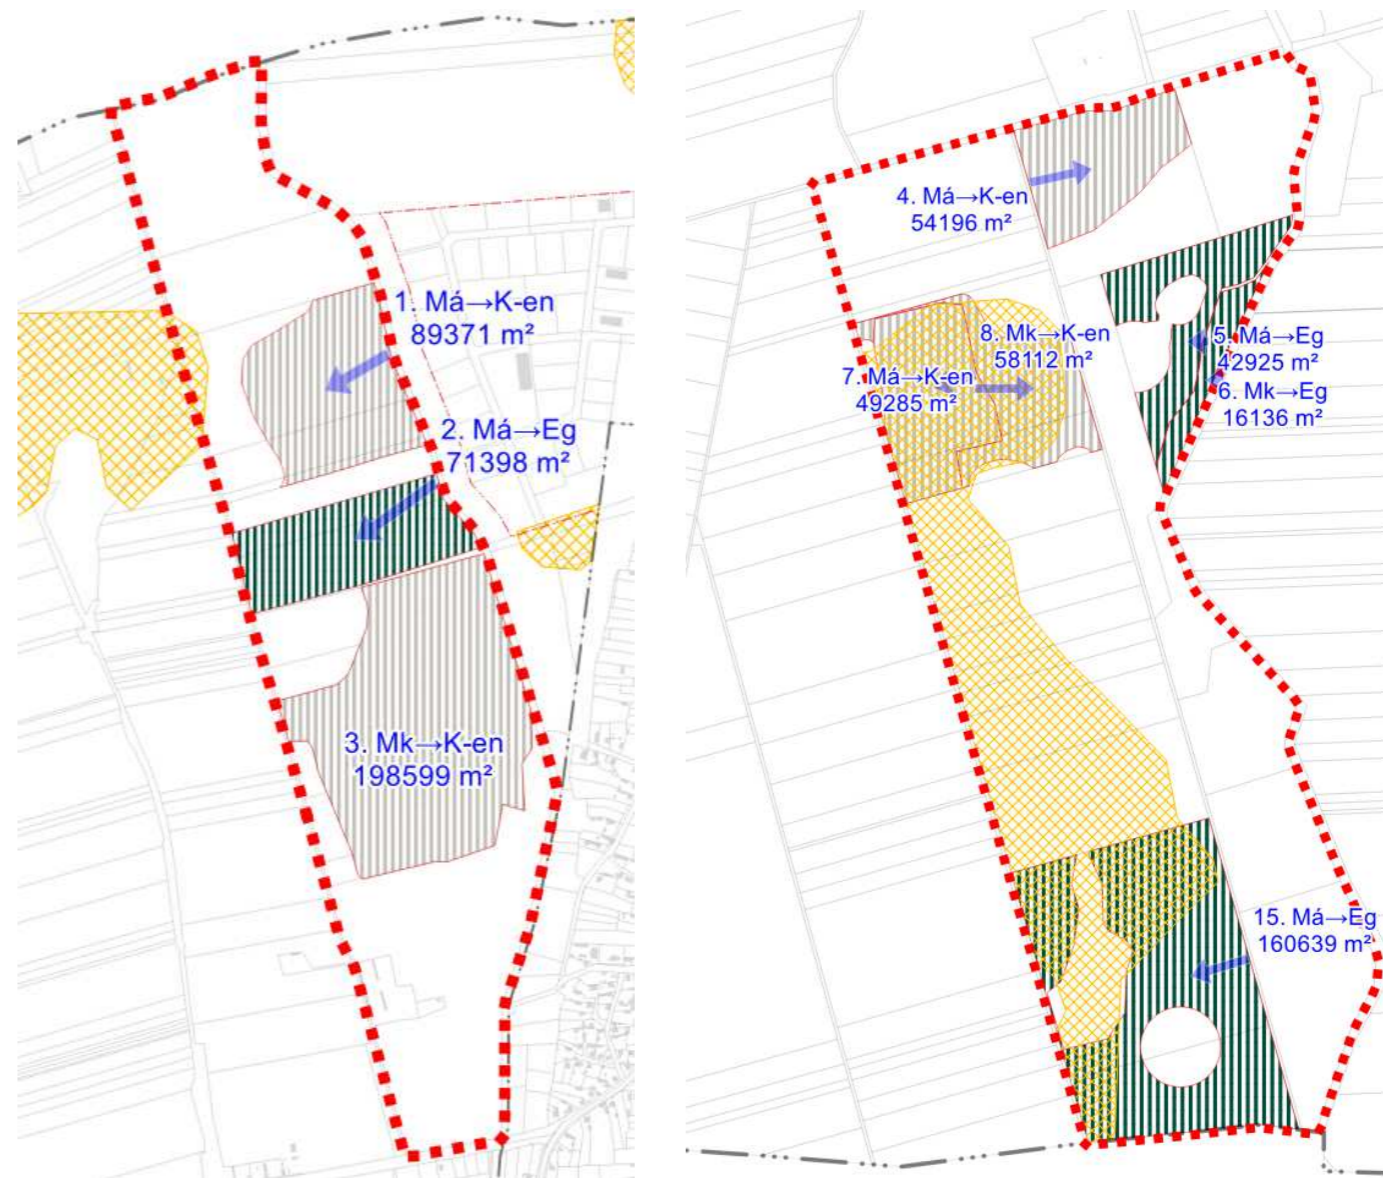 1. Má→K-en
89371 m²
2. Má→Eg
71398 m²
3. Mk→K-en
198599 m²
4. Má→K-en
54196 m²
5. Má→Eg
42925 m²
6. Mk→Eg
16136 m²
8. Mk→K-en
58112 m²
7. Má→K-en
49285 m²
15. Má→Eg
160639 m²